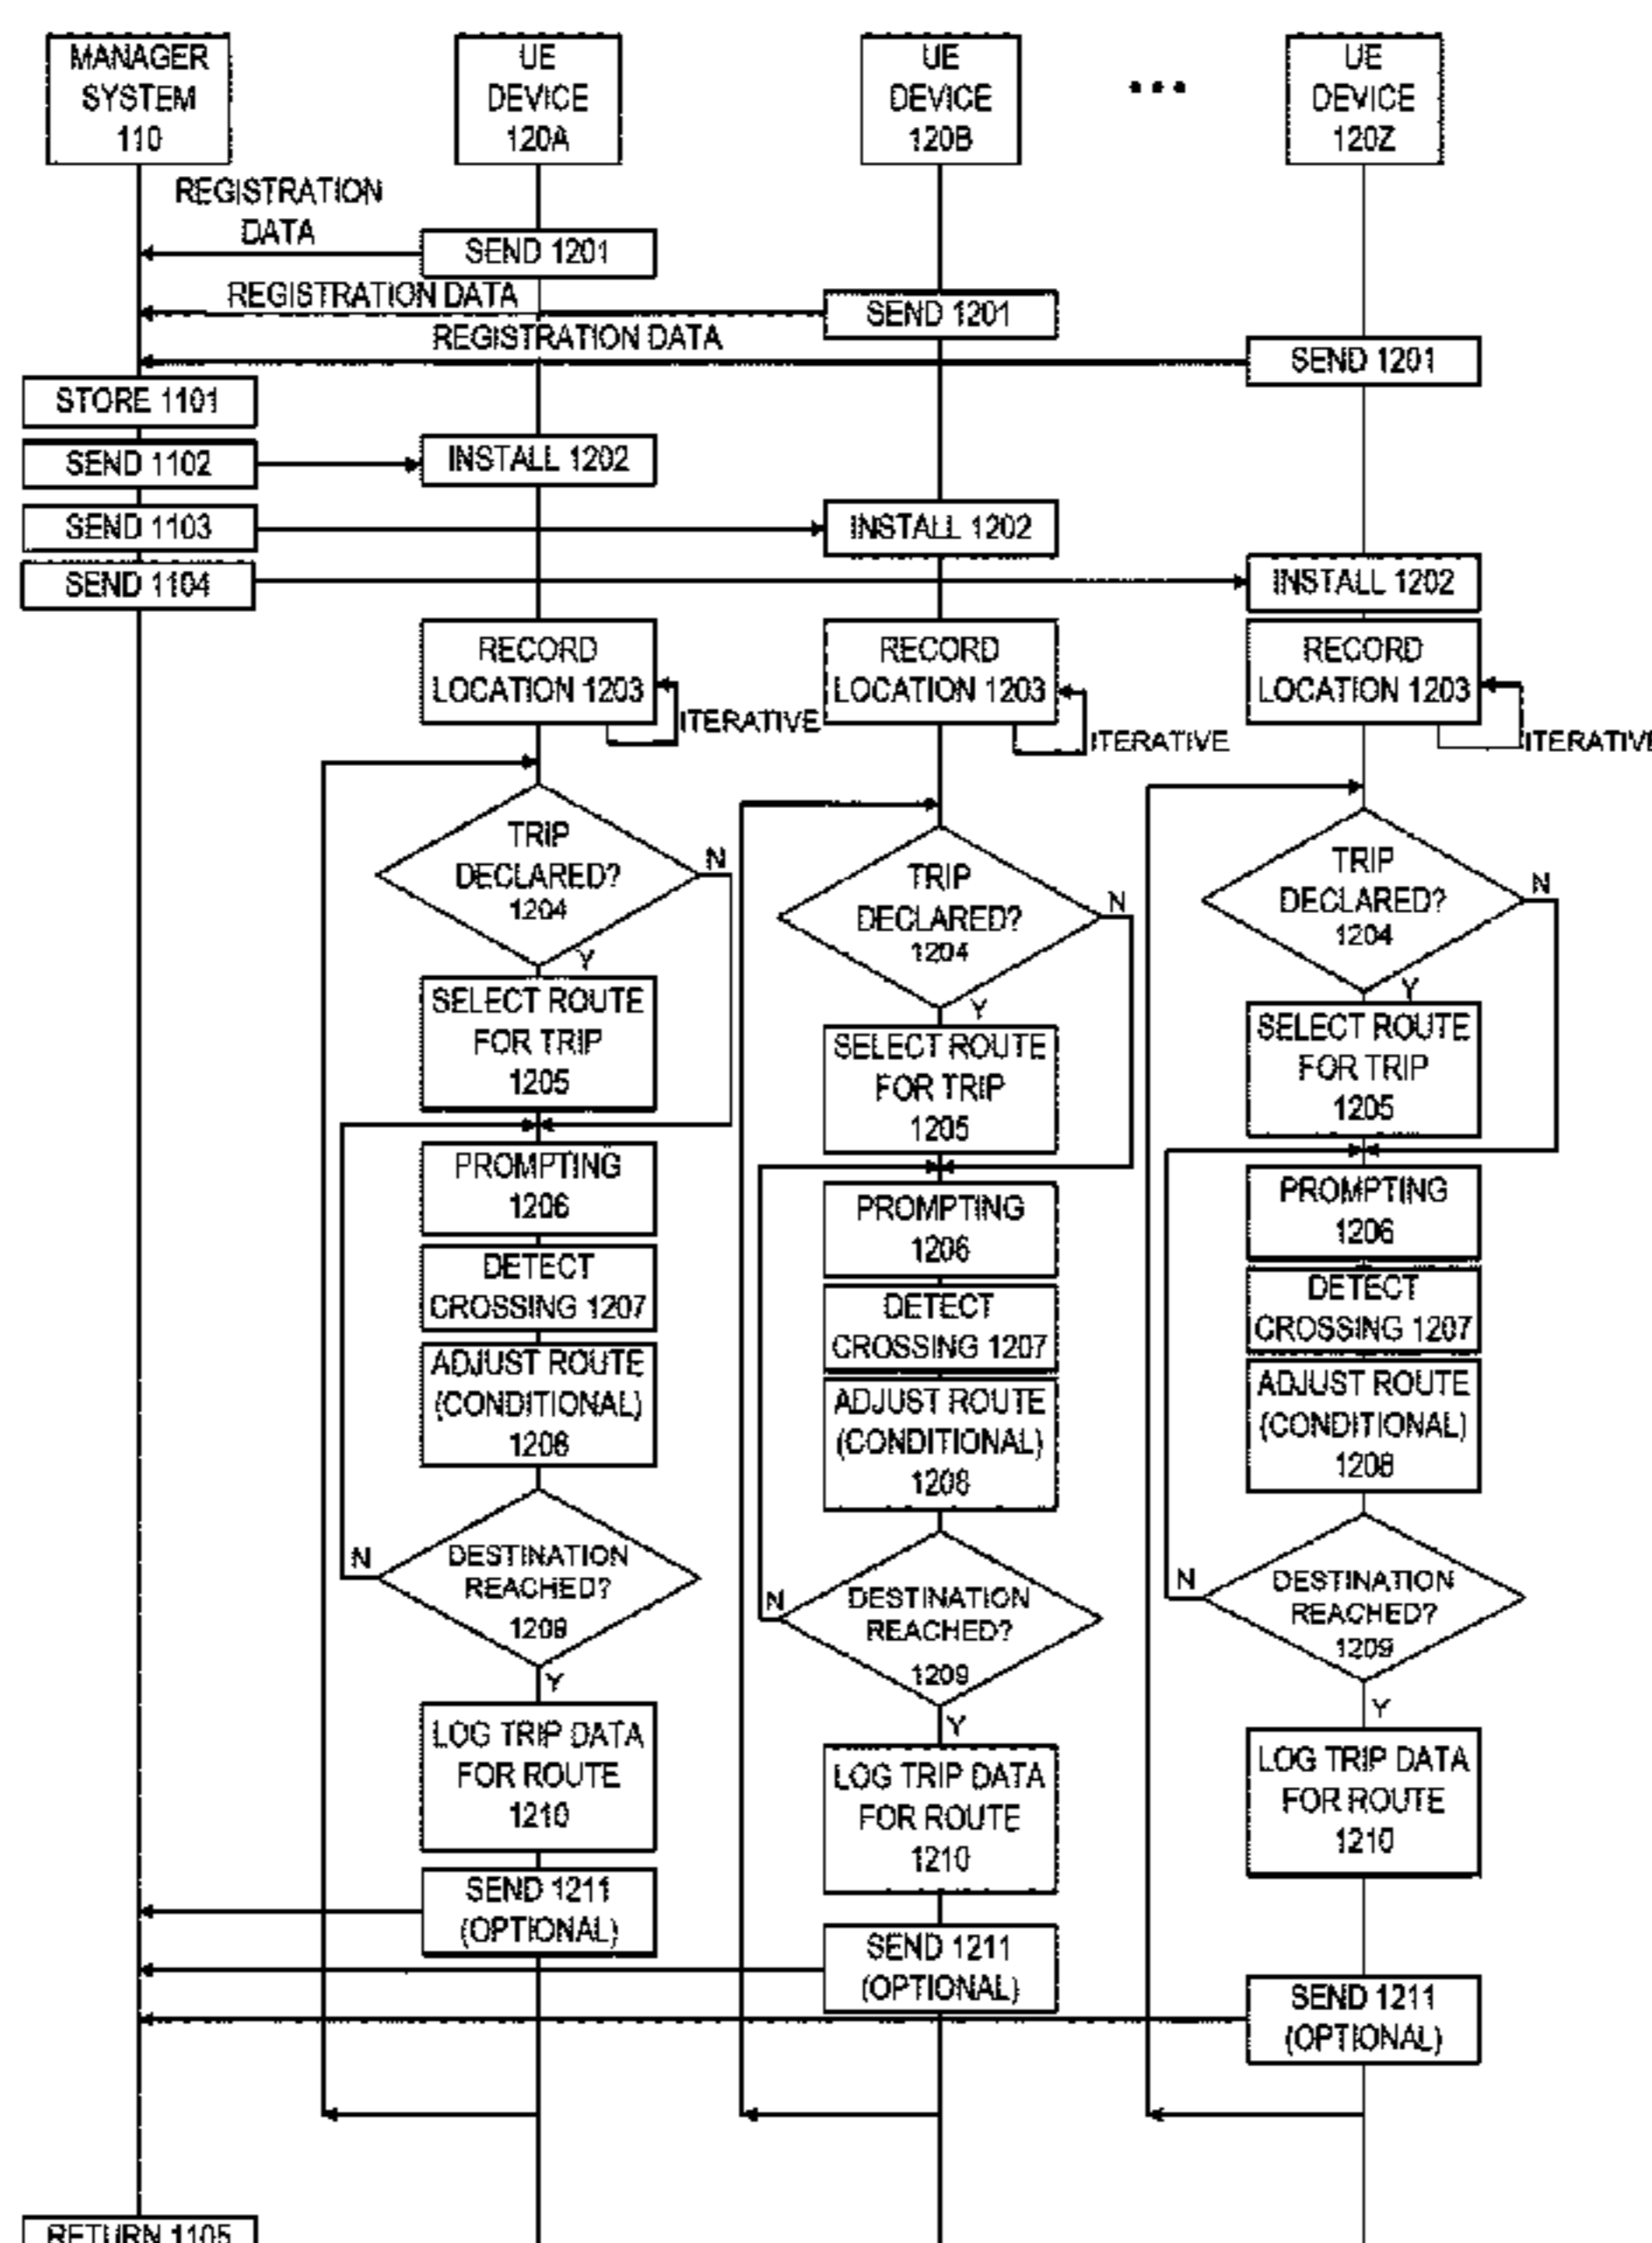 MANAGER
SYSTEM
110
UE
DEVICE
120A
UE
DEVICE
120B
•••
UE
DEVICE
120Z
REGISTRATION
DATA
SEND 1201
REGISTRATION DATA
SEND 1201
REGISTRATION DATA
SEND 1201
STORE 1101
SEND 1102
INSTALL 1202
SEND 1103
INSTALL 1202
SEND 1104
INSTALL 1202
RECORD
LOCATION 1203
ITERATIVE
RECORD
LOCATION 1203
ITERATIVE
RECORD
LOCATION 1203
ITERATIVE
TRIP
DECLARED?
1204
N
Y
SELECT ROUTE
FOR TRIP
1205
PROMPTING
1206
DETECT
CROSSING 1207
ADJUST ROUTE
(CONDITIONAL)
1208
N
DESTINATION
REACHED?
1209
Y
LOG TRIP DATA
FOR ROUTE
1210
SEND 1211
(OPTIONAL)
TRIP
DECLARED?
1204
N
Y
SELECT ROUTE
FOR TRIP
1205
PROMPTING
1206
DETECT
CROSSING 1207
ADJUST ROUTE
(CONDITIONAL)
1208
N
DESTINATION
REACHED?
1209
Y
LOG TRIP DATA
FOR ROUTE
1210
SEND 1211
(OPTIONAL)
TRIP
DECLARED?
1204
N
Y
SELECT ROUTE
FOR TRIP
1205
PROMPTING
1206
DETECT
CROSSING 1207
ADJUST ROUTE
(CONDITIONAL)
1208
N
DESTINATION
REACHED?
1209
Y
LOG TRIP DATA
FOR ROUTE
1210
SEND 1211
(OPTIONAL)
RETURN 1105